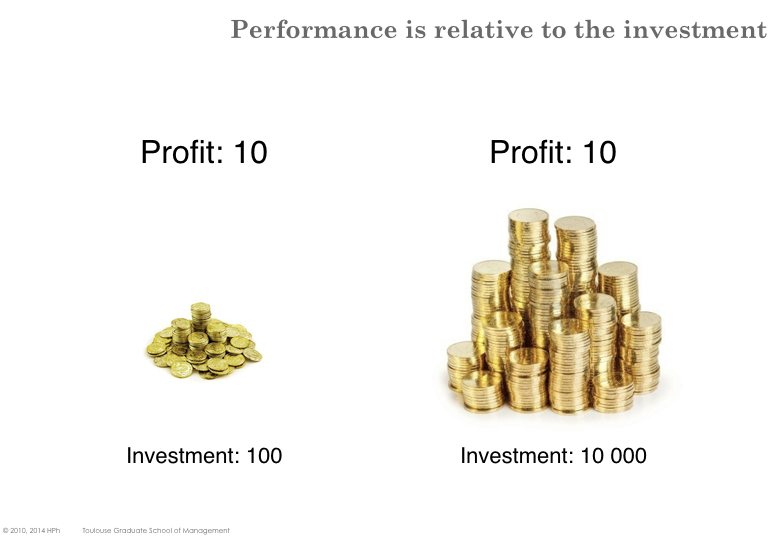 Performance is relative to the investment
Profit: 10
Profit: 10
Investment: 100
Investment: 10 000
© 2010, 2014 HPh Toulouse Graduate School of Management